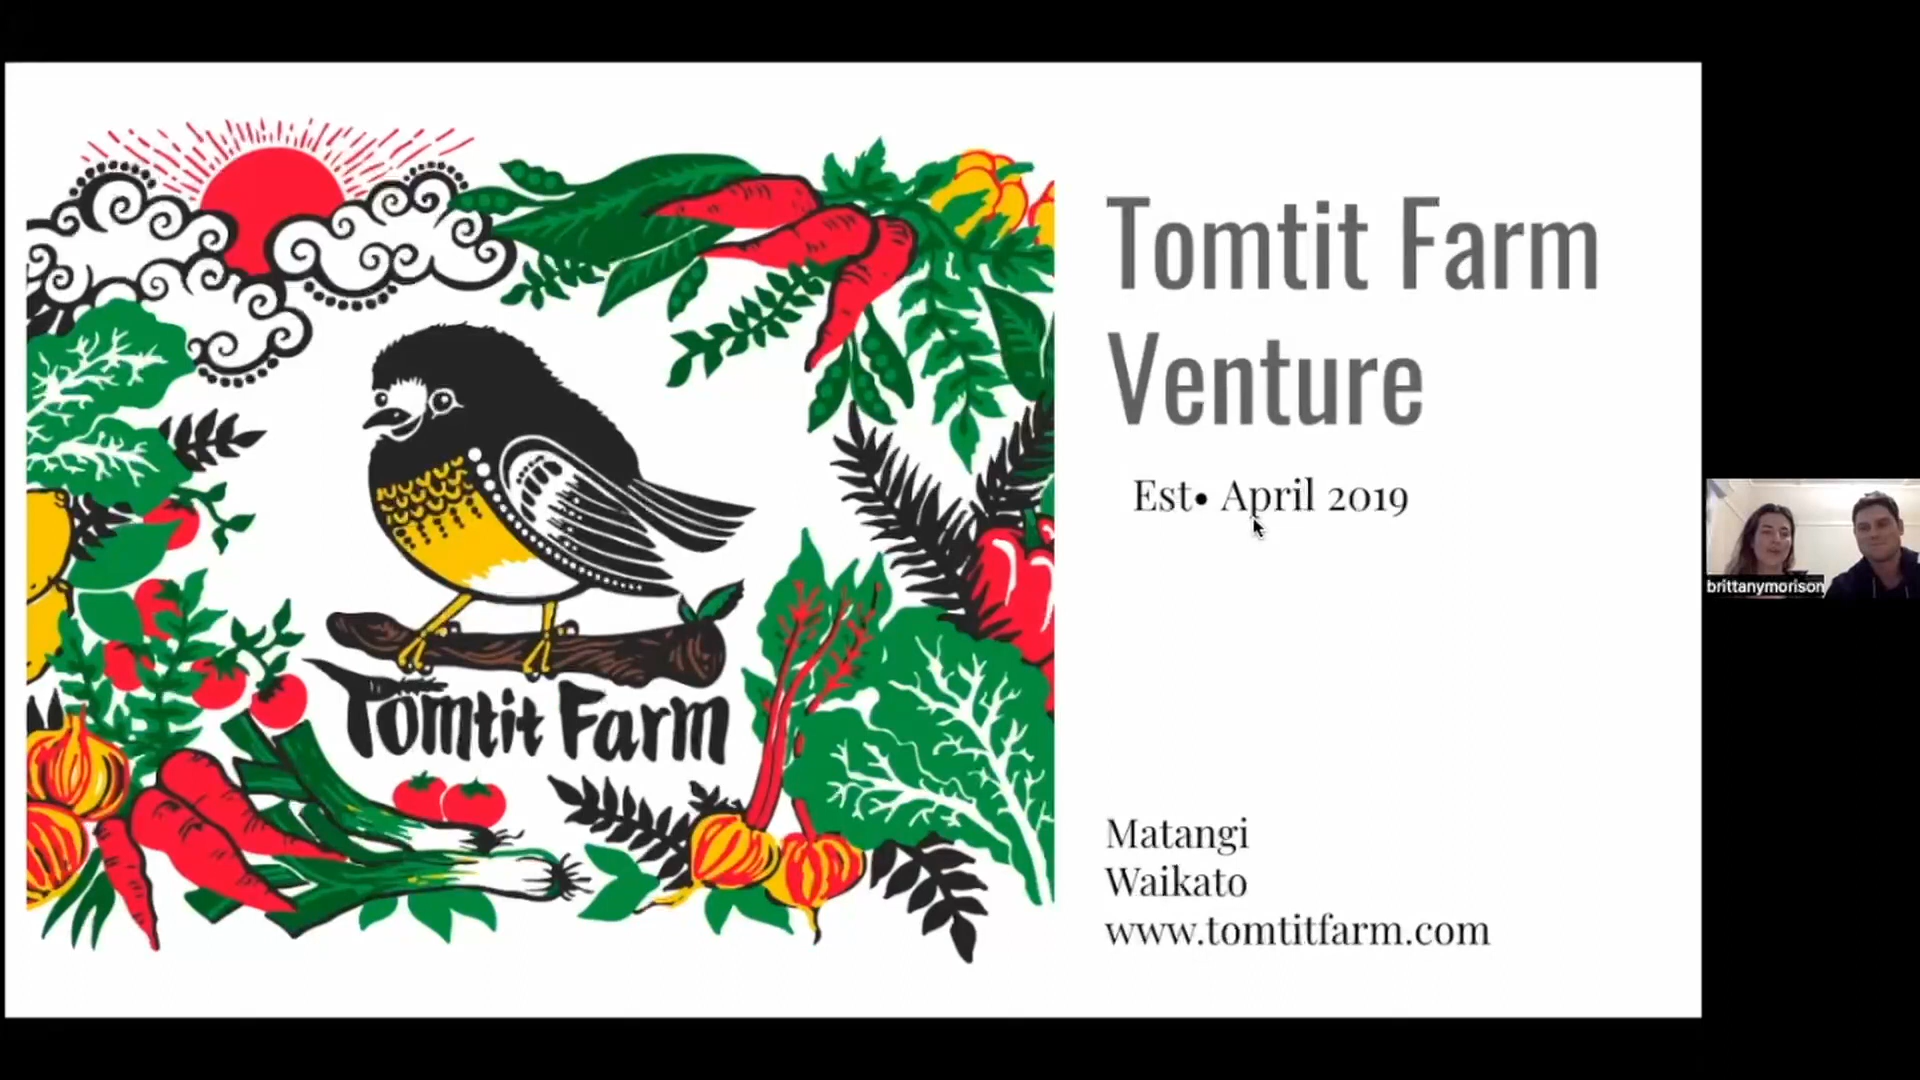 Tomtit Farm
Tomtit Farm
Venture
Est• April 2019
Matangi
Waikato
www.tomtitfarm.com
brittanymorison